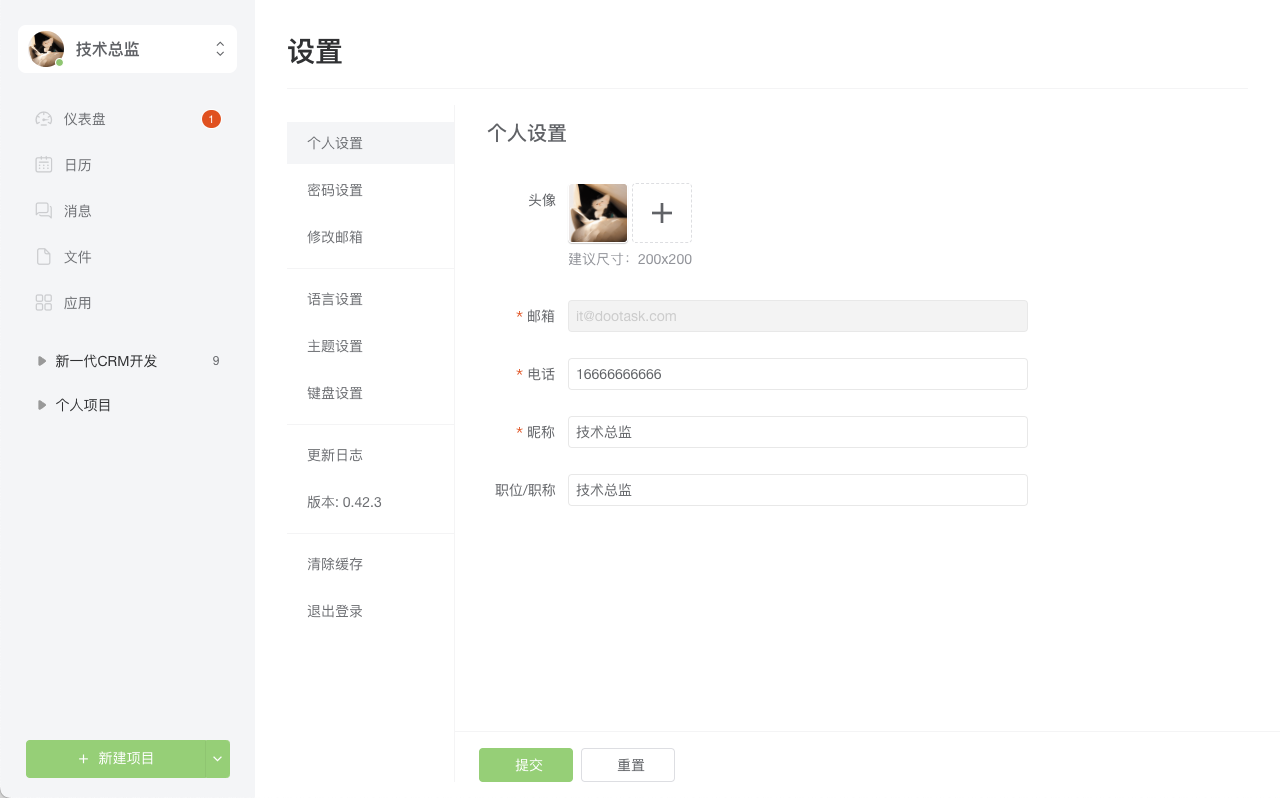 技术总监
仪表盘
1
日历
消息
文件
应用
新一代CRM开发
9
个人项目
新建项目
设置
个人设置
密码设置
修改邮箱
语言设置
主题设置
键盘设置
更新日志
版本: 0.42.3
清除缓存
退出登录
个人设置
头像
建议尺寸：200x200
* 邮箱
it@dootask.com
* 电话
16666666666
* 昵称
技术总监
职位/职称
技术总监
提交
重置